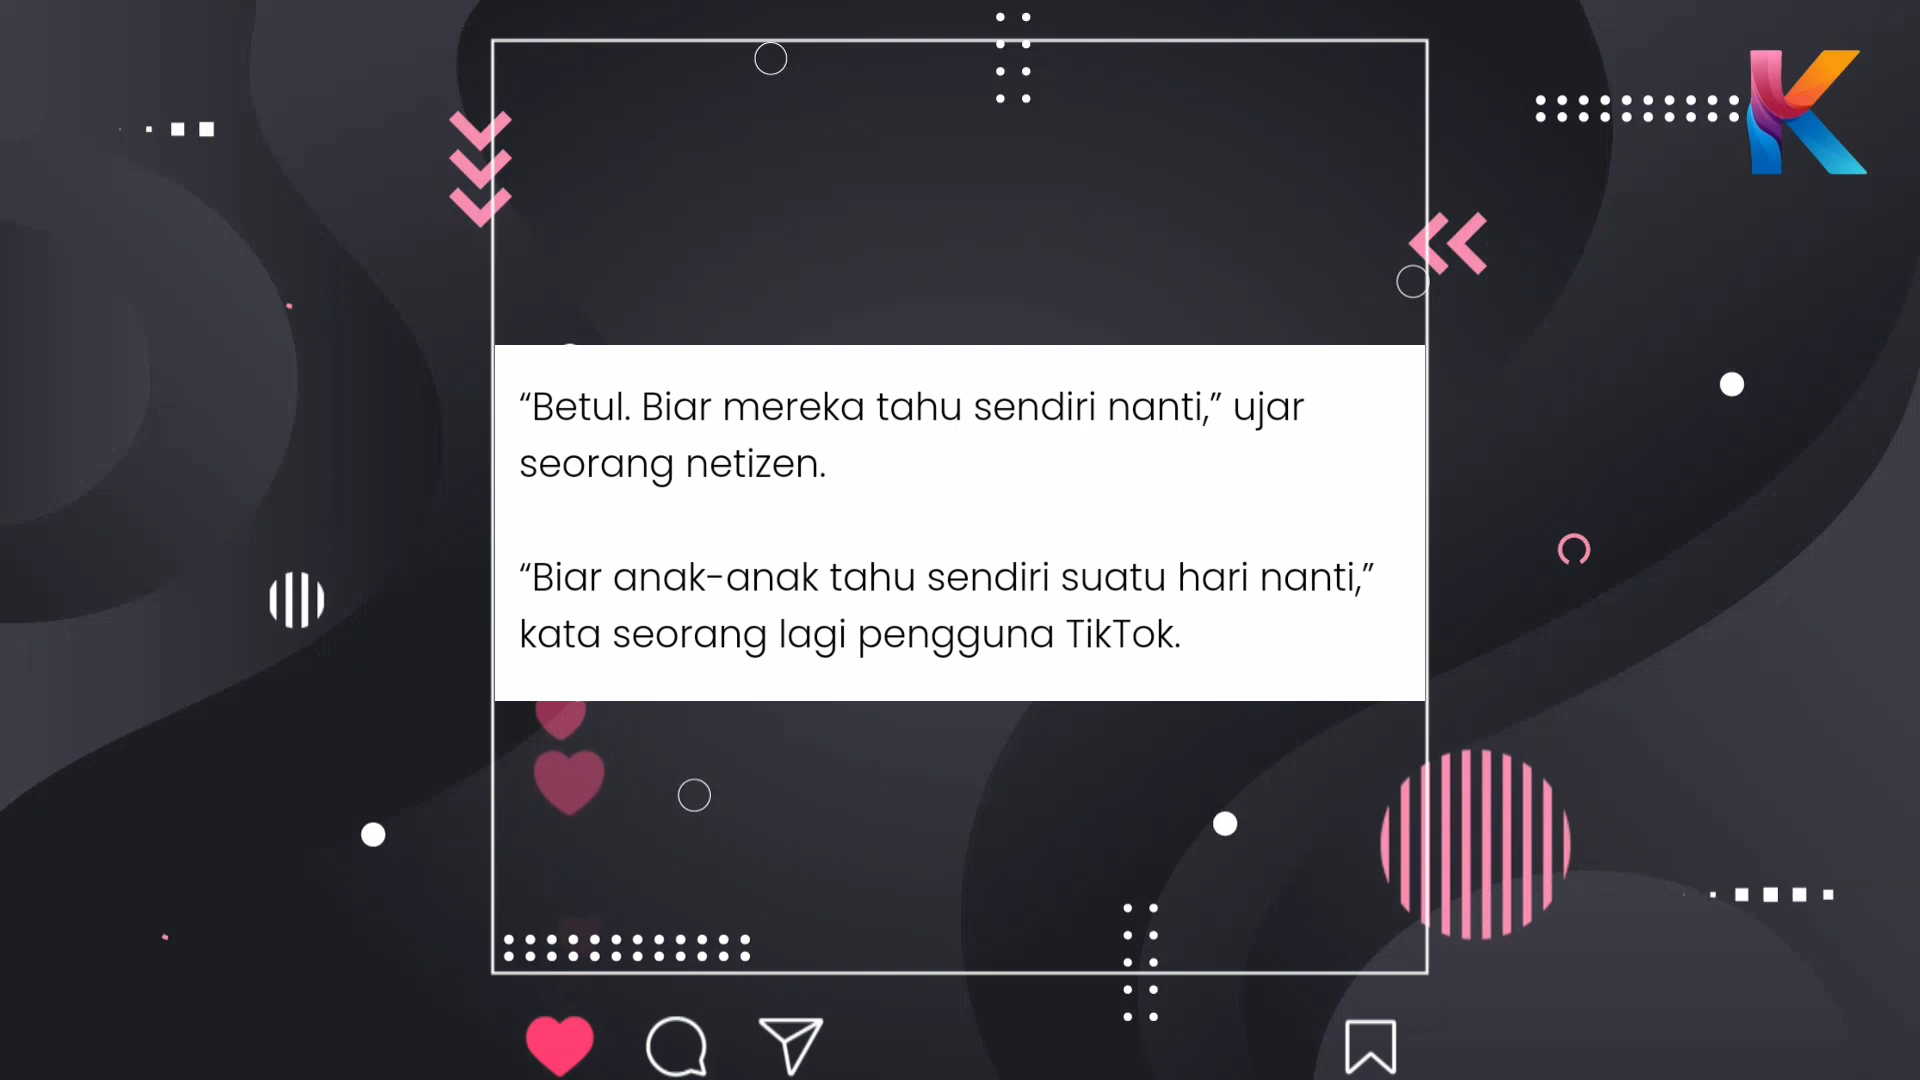 “Betul. Biar mereka tahu sendiri nanti,” ujar
seorang netizen.
“Biar anak-anak tahu sendiri suatu hari nanti,”
kata seorang lagi pengguna TikTok.
K